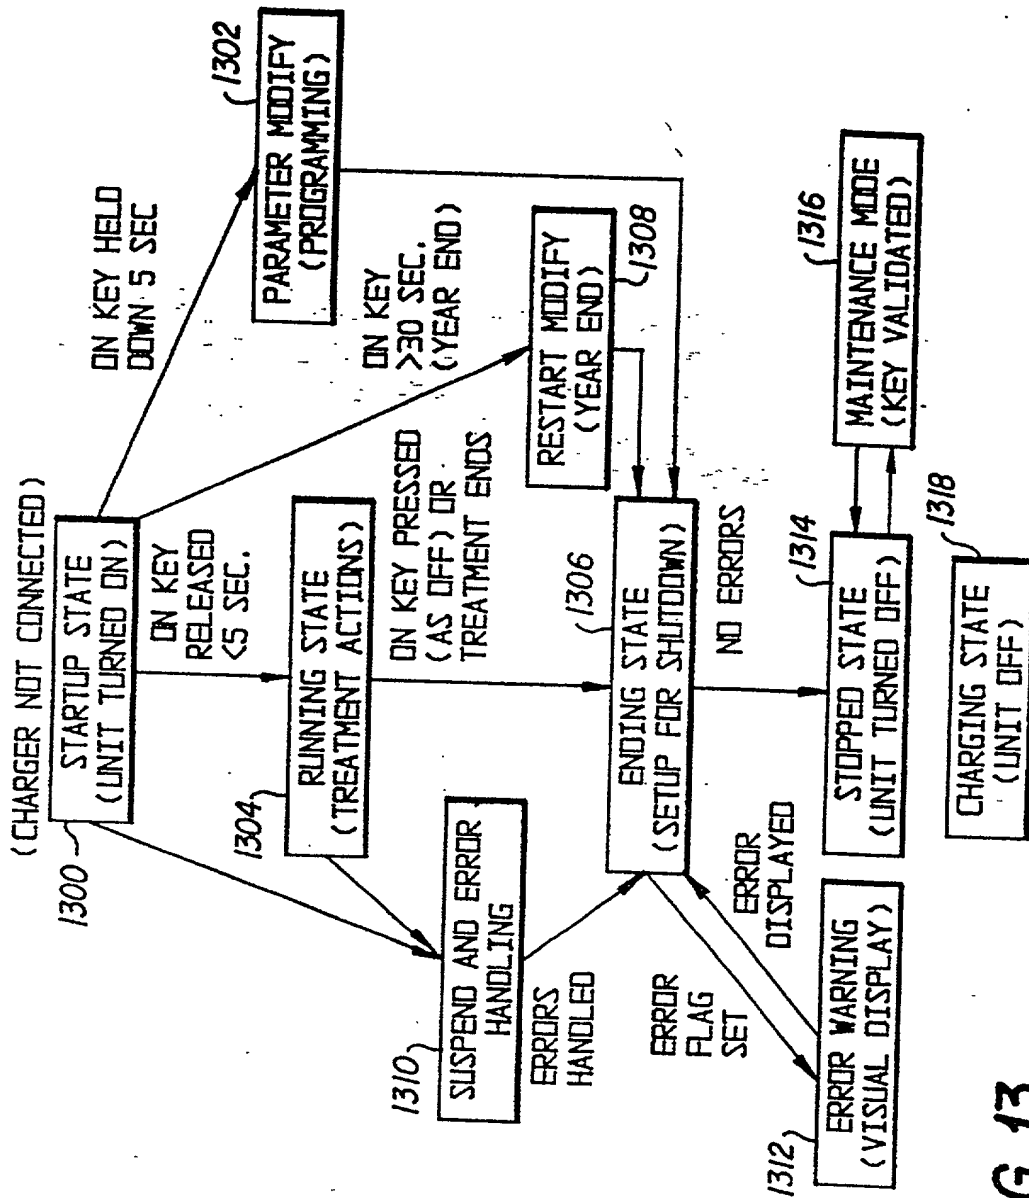 (CHARGER NOT CONNECTED)
1300
STARTUP STATE
(UNIT TURNED ON)
ON KEY HELD
DOWN 5 SEC
1302
PARAMETER MODIFY
(PROGRAMMING)
ON KEY
RELEASED
<5 SEC.
ON KEY
>30 SEC.
(YEAR END)
1304
RUNNING STATE
(TREATMENT ACTIONS)
1310
SUSPEND AND ERROR
HANDLING
ON KEY PRESSED
(AS OFF) OR
TREATMENT ENDS
RESTART MODIFY
(YEAR END)
1308
ERRORS
HANDLED
1306
ENDING STATE
(SETUP FOR SHUTDOWN)
ERROR
FLAG
SET
ERROR
DISPLAYED
NO ERRORS
1312
ERROR WARNING
(VISUAL DISPLAY)
1314
STOPPED STATE
(UNIT TURNED OFF)
1316
MAINTENANCE MODE
(KEY VALIDATED)
1318
CHARGING STATE
(UNIT OFF)
G 13